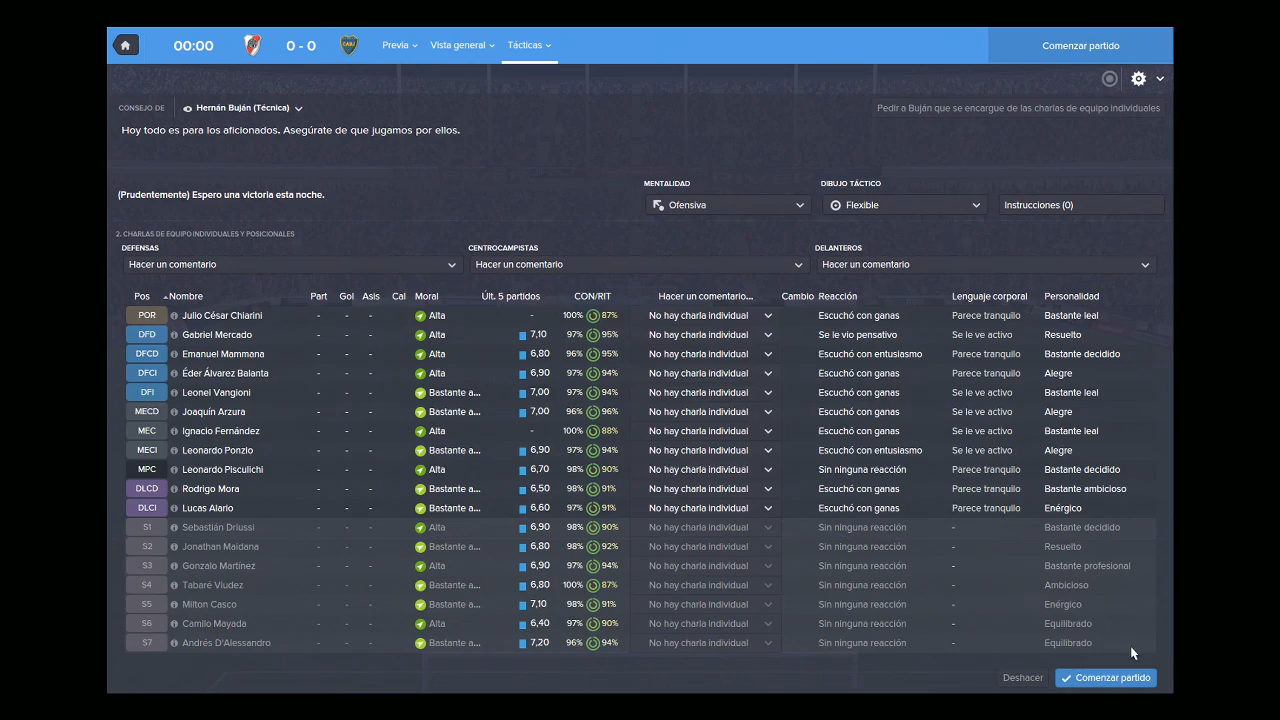 00:00 0 - 0 Previa Vista general Tácticas Comenzar partido
CONSEJO DE Hernán Buján (Técnica) Pedir a Buján que se encargue de las charlas de equipo individuales
Hoy todo es para los aficionados. Asegúrate de que jugamos por ellos.
MENTALIDAD DIBUJO TÁCTICO
(Prudentemente) Espero una victoria esta noche.
Ofensiva Flexible Instrucciones (0)
2. CHARLAS DE EQUIPO INDIVIDUALES Y POSICIONALES
DEFENSAS CENTROCAMPISTAS DELANTEROS
Hacer un comentario Hacer un comentario Hacer un comentario
Pos Nombre Part Gol Asis Cal Moral Últ. 5 partidos CON/RIT Hacer un comentario... Cambio Reacción Lenguaje corporal Personalidad
POR Julio César Chiarini - - - Alta - 100% 87% No hay charla individual Escuchó con ganas Parece tranquilo Bastante leal
DFD Gabriel Mercado - - - Alta 7,10 97% 95% No hay charla individual Se le vio pensativo Se le ve activo Resuelto
DFCD Emanuel Mammana - - - Alta 6,80 96% 95% No hay charla individual Escuchó con entusiasmo Parece tranquilo Bastante decidido
DFCI Éder Álvarez Balanta - - - Alta 6,90 97% 94% No hay charla individual Escuchó con ganas Parece tranquilo Alegre
DFI Leonel Vangioni - - - Bastante a... 7,00 97% 94% No hay charla individual Escuchó con ganas Se le ve activo Bastante leal
MECD Joaquín Arzura - - - Bastante a... 7,00 96% 96% No hay charla individual Escuchó con ganas Se le ve activo Alegre
MEC Ignacio Fernández - - - Alta - 100% 88% No hay charla individual Escuchó con ganas Parece tranquilo Bastante leal
MECI Leonardo Ponzio - - - Bastante a... 6,90 97% 94% No hay charla individual Escuchó con entusiasmo Se le ve activo Alegre
MPC Leonardo Pisculichi - - - Alta 6,70 98% 90% No hay charla individual Sin ninguna reacción Parece tranquilo Bastante decidido
DLCD Rodrigo Mora - - - Bastante a... 6,50 98% 91% No hay charla individual Escuchó con ganas Parece tranquilo Bastante ambicioso
DLCI Lucas Alario - - - Bastante a... 6,60 97% 91% No hay charla individual Escuchó con ganas Parece tranquilo Enérgico
S1 Sebastián Driussi - - - Alta 6,90 98% 90% No hay charla individual Sin ninguna reacción - Bastante decidido
S2 Jonathan Maidana - - - Bastante a... 6,80 98% 92% No hay charla individual Sin ninguna reacción - Resuelto
S3 Gonzalo Martínez - - - Alta 6,90 97% 94% No hay charla individual Sin ninguna reacción - Bastante profesional
S4 Tabaré Viudez - - - Bastante a... 6,80 100% 87% No hay charla individual Sin ninguna reacción - Ambicioso
S5 Milton Casco - - - Bastante a... 7,10 98% 91% No hay charla individual Sin ninguna reacción - Enérgico
S6 Camilo Mayada - - - Alta 6,40 97% 90% No hay charla individual Sin ninguna reacción - Equilibrado
S7 Andrés D'Alessandro - - - Bastante a... 7,20 96% 94% No hay charla individual Sin ninguna reacción - Equilibrado
Deshacer Comenzar partido